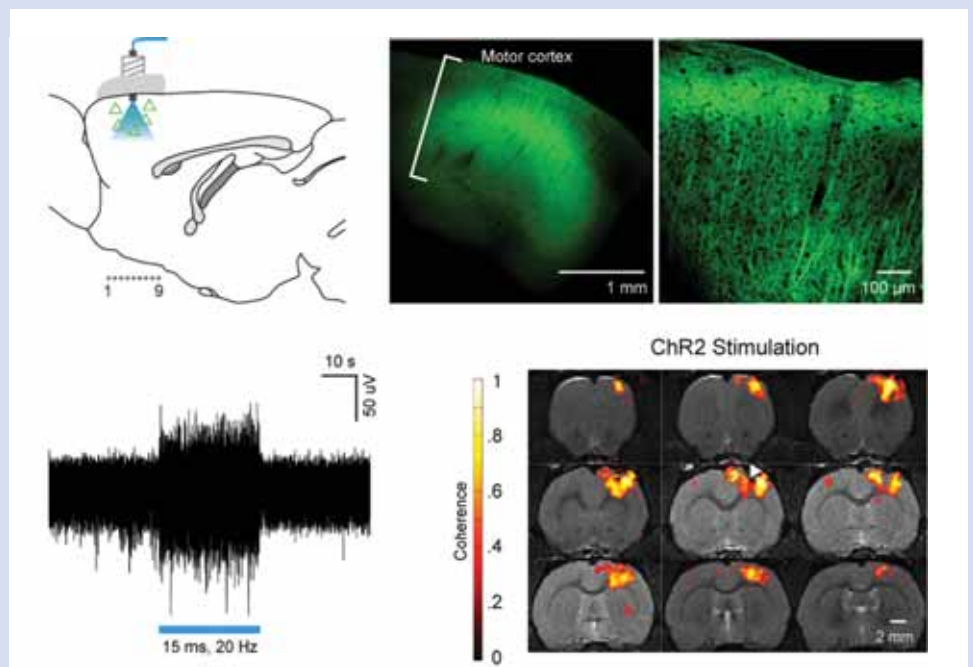 Motor cortex
1 mm
100 µm
1 9
10 s
50 uV
15 ms, 20 Hz
ChR2 Stimulation
Coherence
1
.8
.6
.4
.2
0
2 mm